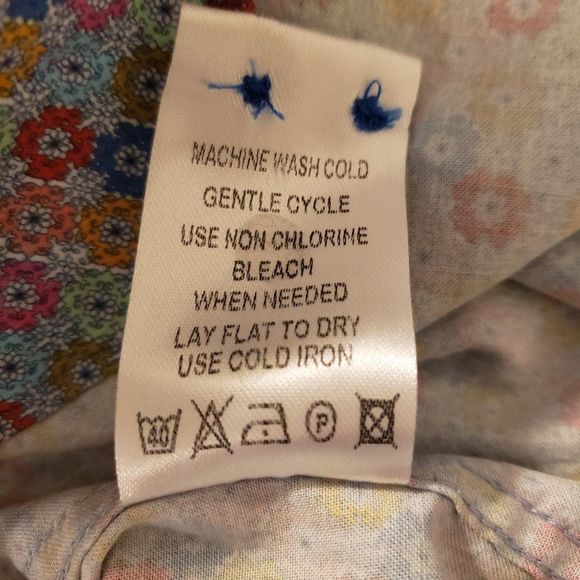 MACHINE WASH COLD
GENTLE CYCLE
USE NON CHLORINE
BLEACH
WHEN NEEDED
LAY FLAT TO DRY
USE COLD IRON
40 P